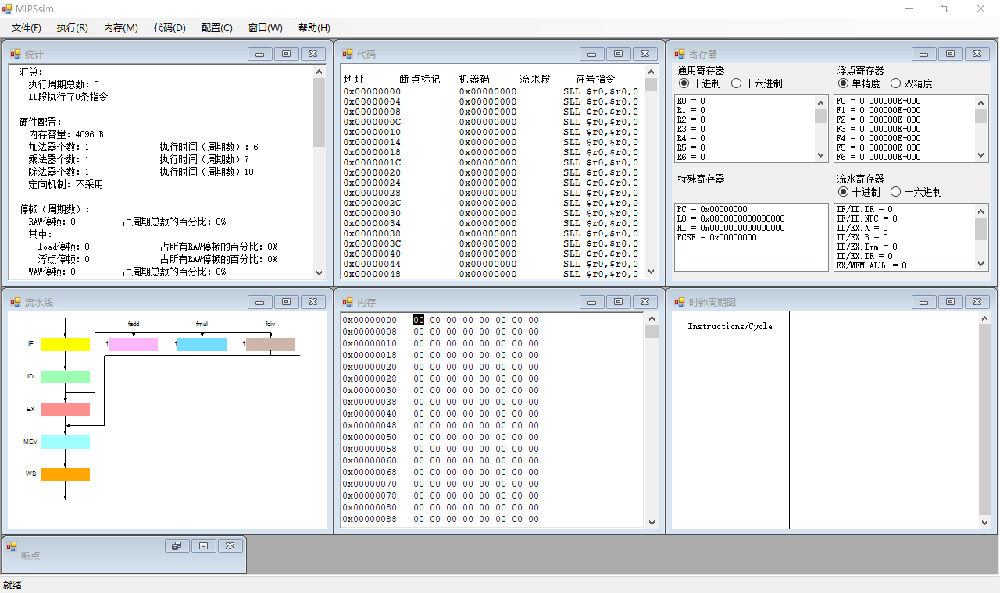 MIPSsim
文件(F) 执行(R) 内存(M) 代码(D) 配置(C) 窗口(W) 帮助(H)
统计
汇总：
执行周期总数：0
ID段执行了0条指令
硬件配置：
内存容量：4096 B
加法器个数：1 执行时间（周期数）：6
乘法器个数：1 执行时间（周期数）7
除法器个数：1 执行时间（周期数）10
定向机制：不采用
停顿（周期数）：
RAW停顿：0 占周期总数的百分比：0%
其中：
load停顿：0 占所有RAW停顿的百分比：0%
浮点停顿：0 占所有RAW停顿的百分比：0%
WAW停顿：0 占周期总数的百分比：0%
代码
地址 断点标记 机器码 流水段 符号指令
0x00000000 0x00000000 SLL $r0,$r0,0
0x00000004 0x00000000 SLL $r0,$r0,0
0x00000008 0x00000000 SLL $r0,$r0,0
0x0000000C 0x00000000 SLL $r0,$r0,0
0x00000010 0x00000000 SLL $r0,$r0,0
0x00000014 0x00000000 SLL $r0,$r0,0
0x00000018 0x00000000 SLL $r0,$r0,0
0x0000001C 0x00000000 SLL $r0,$r0,0
0x00000020 0x00000000 SLL $r0,$r0,0
0x00000024 0x00000000 SLL $r0,$r0,0
0x00000028 0x00000000 SLL $r0,$r0,0
0x0000002C 0x00000000 SLL $r0,$r0,0
0x00000030 0x00000000 SLL $r0,$r0,0
0x00000034 0x00000000 SLL $r0,$r0,0
0x00000038 0x00000000 SLL $r0,$r0,0
0x0000003C 0x00000000 SLL $r0,$r0,0
0x00000040 0x00000000 SLL $r0,$r0,0
0x00000044 0x00000000 SLL $r0,$r0,0
0x00000048 0x00000000 SLL $r0,$r0,0
寄存器
通用寄存器
十进制 十六进制
R0 = 0
R1 = 0
R2 = 0
R3 = 0
R4 = 0
R5 = 0
R6 = 0
浮点寄存器
单精度 双精度
F0 = 0.000000E+000
F1 = 0.000000E+000
F2 = 0.000000E+000
F3 = 0.000000E+000
F4 = 0.000000E+000
F5 = 0.000000E+000
F6 = 0.000000E+000
特殊寄存器
PC = 0x00000000
LO = 0x0000000000000000
HI = 0x0000000000000000
FCSR = 0x00000000
流水寄存器
十进制 十六进制
IF/ID.IR = 0
IF/ID.NPC = 0
ID/EX.A = 0
ID/EX.B = 0
ID/EX.Imm = 0
ID/EX.IR = 0
EX/MEM.ALUo = 0
流水线
fadd fmul fdiv
IF 1 1 1
ID
EX
MEM
WB
内存
0x00000000 00 00 00 00 00 00 00 00
0x00000008 00 00 00 00 00 00 00 00
0x00000010 00 00 00 00 00 00 00 00
0x00000018 00 00 00 00 00 00 00 00
0x00000020 00 00 00 00 00 00 00 00
0x00000028 00 00 00 00 00 00 00 00
0x00000030 00 00 00 00 00 00 00 00
0x00000038 00 00 00 00 00 00 00 00
0x00000040 00 00 00 00 00 00 00 00
0x00000048 00 00 00 00 00 00 00 00
0x00000050 00 00 00 00 00 00 00 00
0x00000058 00 00 00 00 00 00 00 00
0x00000060 00 00 00 00 00 00 00 00
0x00000068 00 00 00 00 00 00 00 00
0x00000070 00 00 00 00 00 00 00 00
0x00000078 00 00 00 00 00 00 00 00
0x00000080 00 00 00 00 00 00 00 00
0x00000088 00 00 00 00 00 00 00 00
时钟周期图
Instructions/Cycle
断点
就绪